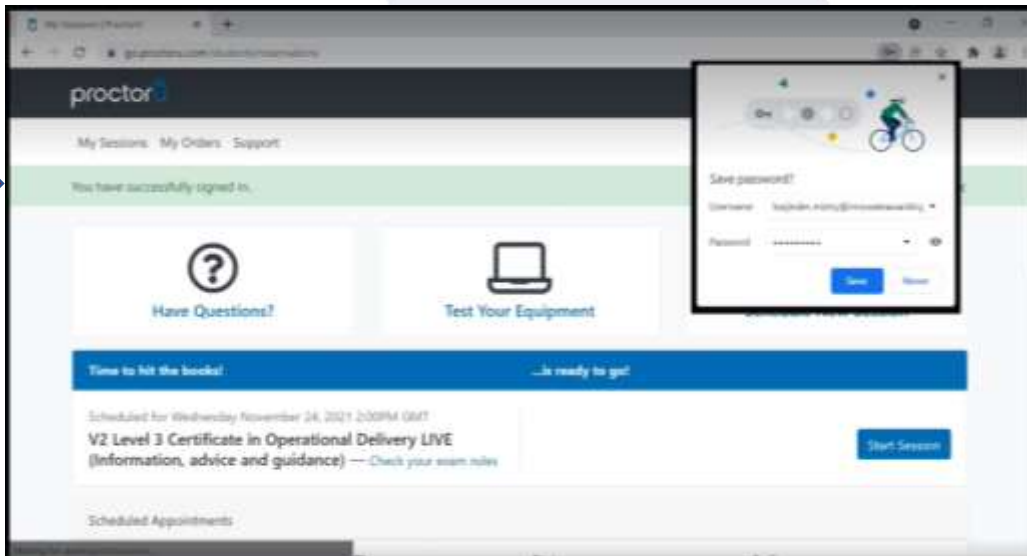 proctorU
My Sessions My Orders Support
You have successfully signed in.
Save password?
Username
Password
Save Never
Have Questions?
Test Your Equipment
Time to hit the books! ...is ready to go!
Scheduled for Wednesday November 24, 2021 2:00PM GMT
V2 Level 3 Certificate in Operational Delivery LIVE
(Information, advice and guidance) — Check your exam rules
Start Session
Scheduled Appointments